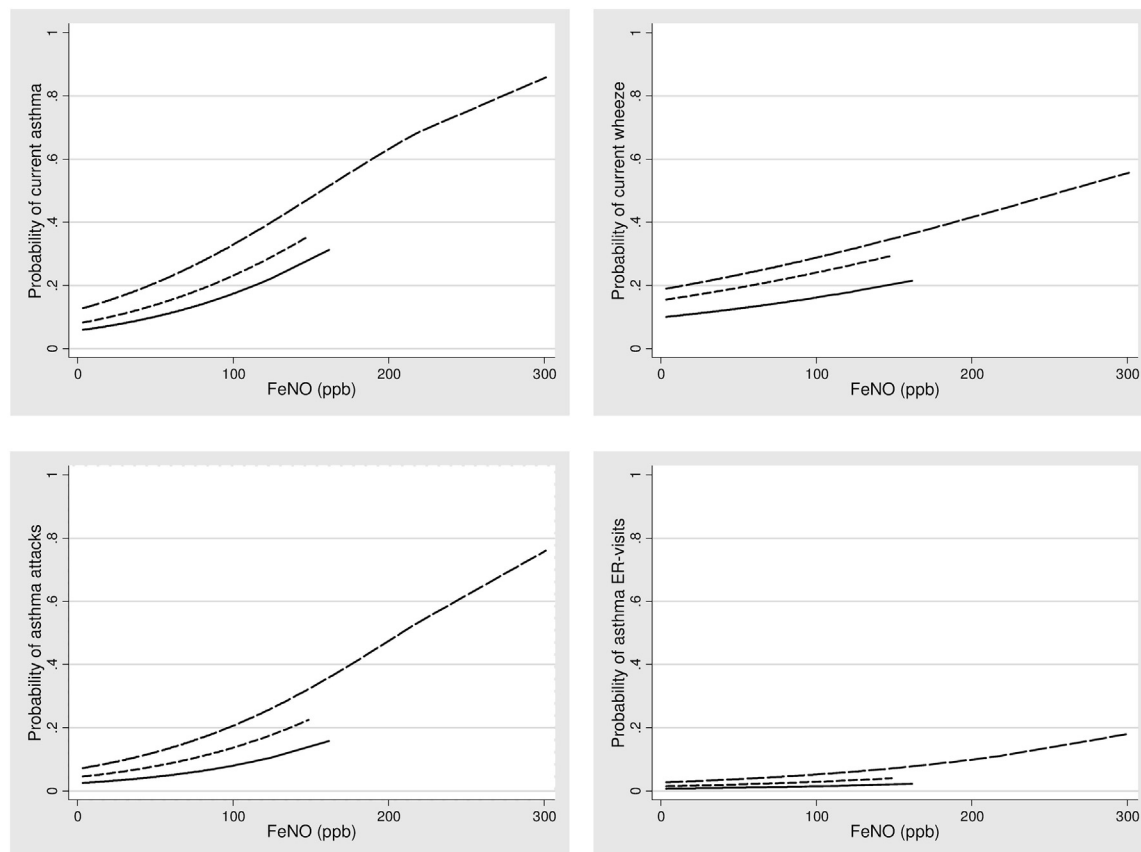 Probability of current asthma
1
.8
.6
.4
.2
0
0 100 200 300
FeNO (ppb)
Probability of current wheeze
1
.8
.6
.4
.2
0
0 100 200 300
FeNO (ppb)
Probability of asthma attacks
1
.8
.6
.4
.2
0
0 100 200 300
FeNO (ppb)
Probability of asthma ER-visits
1
.8
.6
.4
.2
0
0 100 200 300
FeNO (ppb)